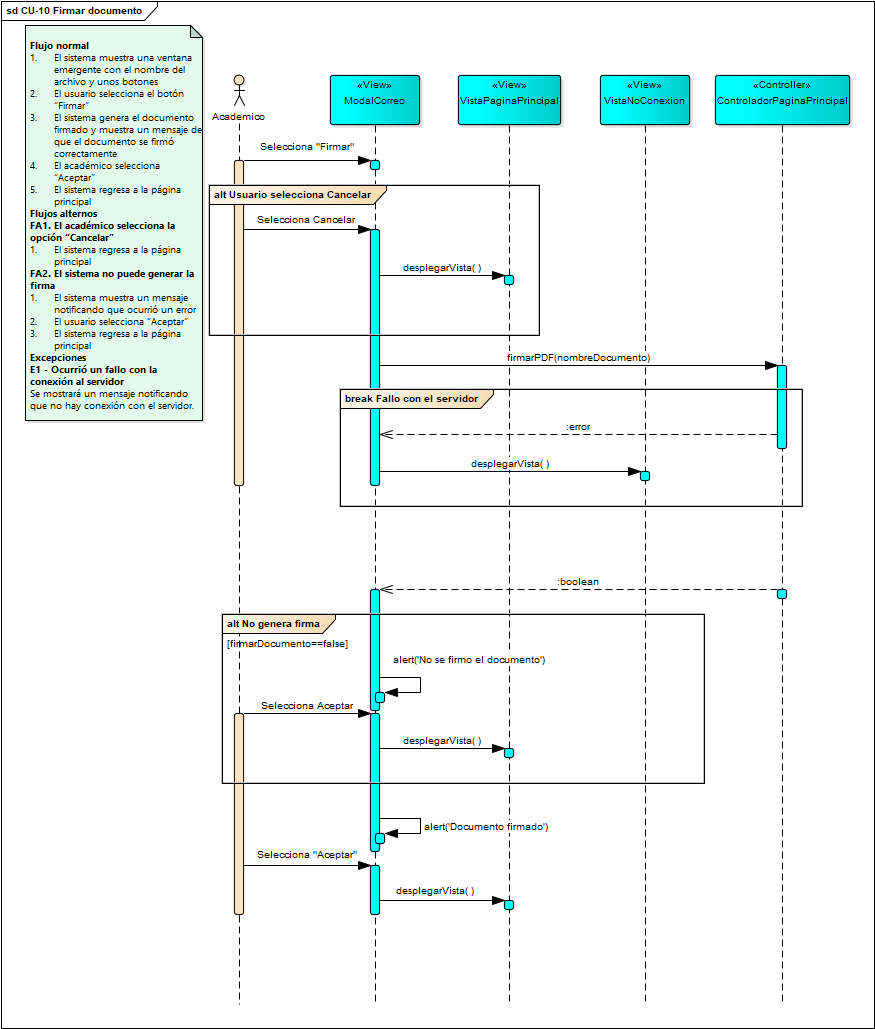 sd CU-10 Firmar documento
Flujo normal
1. El sistema muestra una ventana
emergente con el nombre del
archivo y unos botones
2. El usuario selecciona el botón
“Firmar”
3. El sistema genera el documento
firmado y muestra un mensaje de
que el documento se firmó
correctamente
4. El académico selecciona
“Aceptar”
5. El sistema regresa a la página
principal
Flujos alternos
FA1. El académico selecciona la
opción “Cancelar”
1. El sistema regresa a la página
principal
FA2. El sistema no puede generar la
firma
1. El sistema muestra un mensaje
notificando que ocurrió un error
2. El usuario selecciona “Aceptar”
3. El sistema regresa a la página
principal
Excepciones
E1 - Ocurrió un fallo con la
conexión al servidor
Se mostrará un mensaje notificando
que no hay conexión con el servidor.
Academico
«View»
ModalCorreo
«View»
VistaPaginaPrincipal
«View»
VistaNoConexion
«Controller»
ControladorPaginaPrincipal
Selecciona "Firmar"
alt Usuario selecciona Cancelar
Selecciona Cancelar
desplegarVista( )
firmarPDF(nombreDocumento)
break Fallo con el servidor
:error
desplegarVista( )
:boolean
alt No genera firma
[firmarDocumento==false]
alert('No se firmo el documento')
Selecciona Aceptar
desplegarVista( )
alert('Documento firmado')
Selecciona "Aceptar"
desplegarVista( )